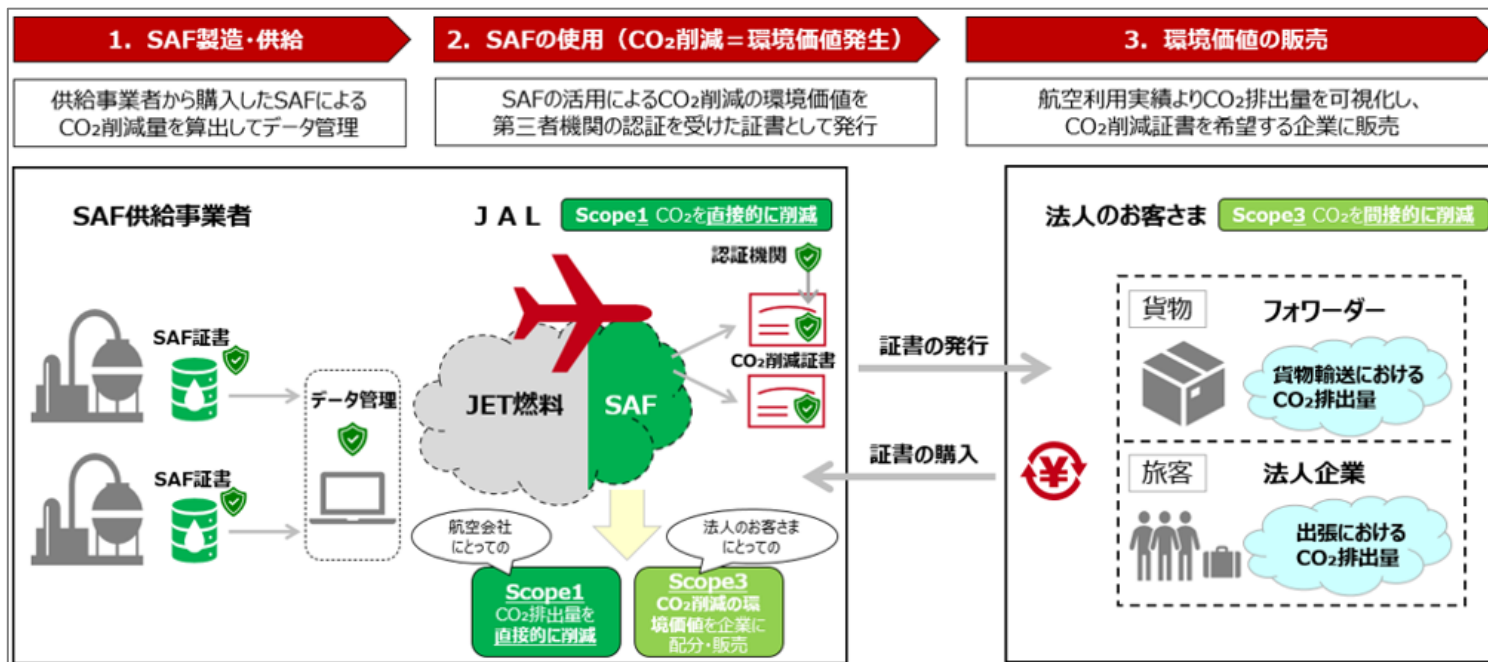 1. SAF製造・供給
2. SAFの使用（CO₂削減＝環境価値発生）
3. 環境価値の販売
供給事業者から購入したSAFによる
CO₂削減量を算出してデータ管理
SAFの活用によるCO₂削減の環境価値を
第三者機関の認証を受けた証書として発行
航空利用実績よりCO₂排出量を可視化し、
CO₂削減証書を希望する企業に販売
SAF供給事業者
JAL
Scope1 CO₂を直接的に削減
認証機関
SAF証書
SAF証書
データ管理
JET燃料
SAF
CO₂削減証書
航空会社
にとっての
法人のお客さま
にとっての
Scope1
CO₂排出量を
直接的に削減
Scope3
CO₂削減の環
境価値を企業に
配分・販売
証書の発行
証書の購入
¥
法人のお客さま
Scope3 CO₂を間接的に削減
貨物
フォワーダー
貨物輸送における
CO₂排出量
旅客
法人企業
出張における
CO₂排出量